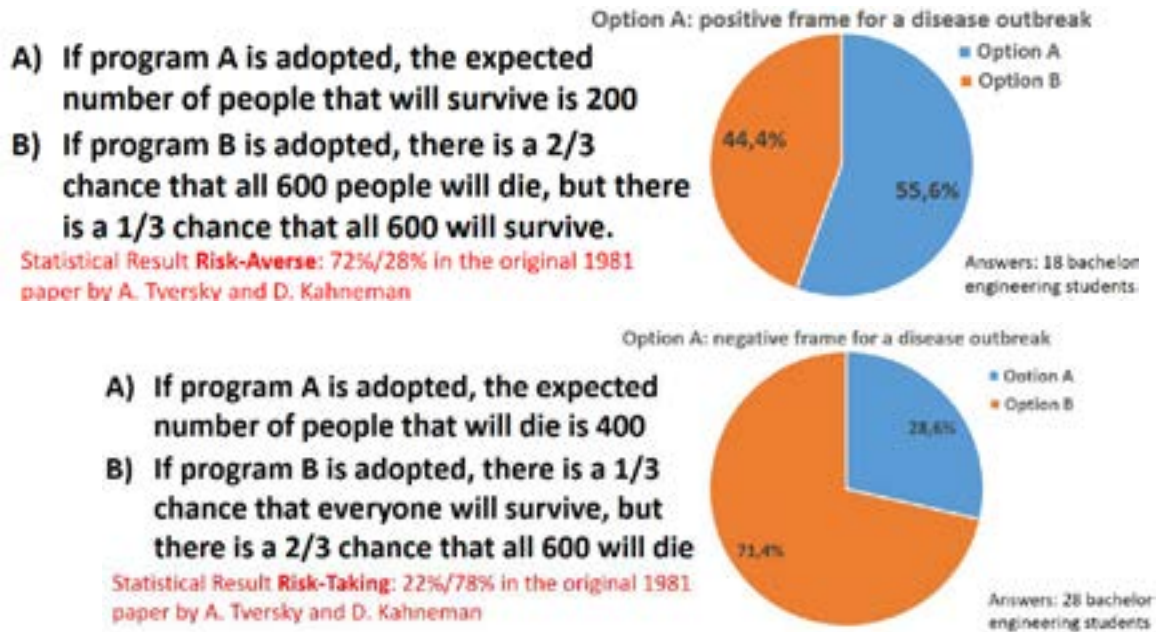 Option A: positive frame for a disease outbreak
A) If program A is adopted, the expected
number of people that will survive is 200
B) If program B is adopted, there is a 2/3
chance that all 600 people will die, but there
is a 1/3 chance that all 600 will survive.
Statistical Result Risk-Averse: 72%/28% in the original 1981
paper by A. Tversky and D. Kahneman
Option A
Option B
44,4%
55,6%
Answers: 18 bachelor
engineering students
Option A: negative frame for a disease outbreak
A) If program A is adopted, the expected
number of people that will die is 400
B) If program B is adopted, there is a 1/3
chance that everyone will survive, but
there is a 2/3 chance that all 600 will die
Statistical Result Risk-Taking: 22%/78% in the original 1981
paper by A. Tversky and D. Kahneman
Option A
Option B
28,6%
71,4%
Answers: 28 bachelor
engineering students